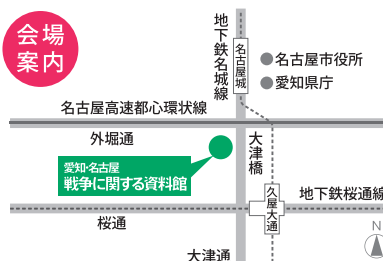 会場
案内
地下鉄名城線
名古屋城
名古屋市役所
愛知県庁
名古屋高速都心環状線
外堀通
大津橋
愛知・名古屋
戦争に関する資料館
久屋大通
地下鉄桜通線
桜通
大津通
N